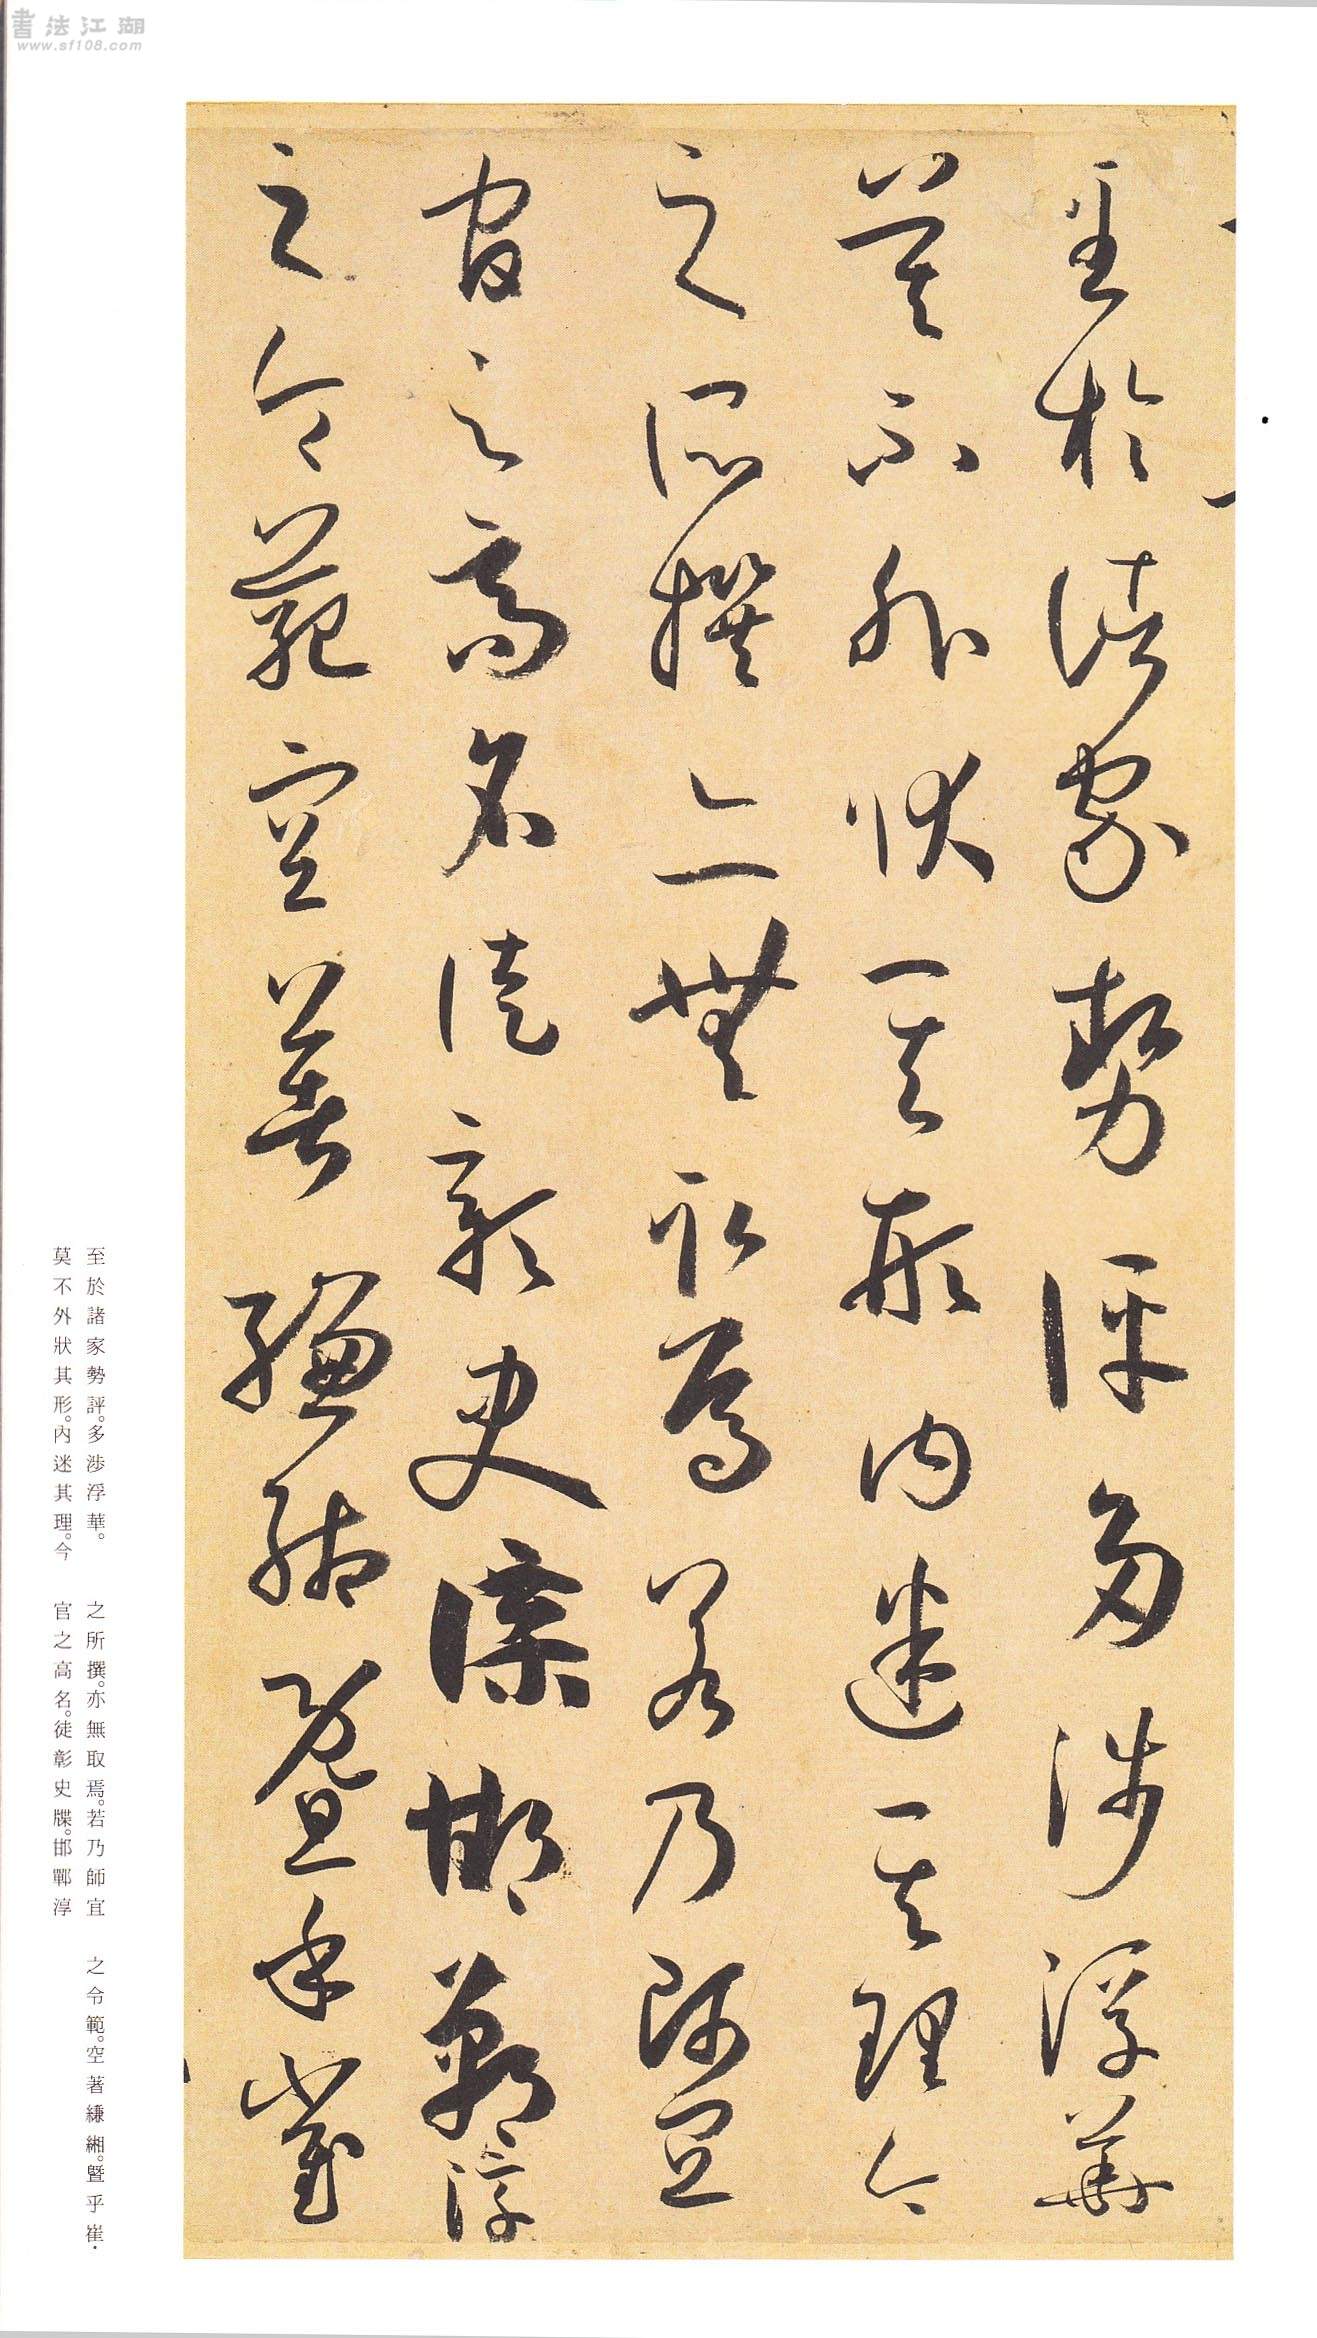 書法江湖
www.sf108.com
至於諸家勢評多涉浮華
莫不外狀其形内迷其理今
之所撰亦無取焉若乃師宜
官之高名徒彰史牒邯鄲淳
之令範空著縑緗暨乎崔
至於諸家勢評。多涉浮華。
莫不外狀其形。內迷其理。今
之所撰。亦無取焉。若乃師宜
官之高名。徒彰史牒。邯鄲淳
之令範。空著縑緗。暨乎崔·